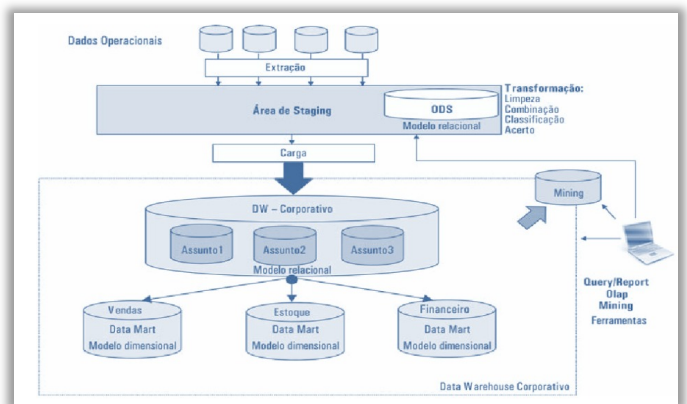 Dados Operacionais
Extração
Área de Staging
ODS
Modelo relacional
Transformação:
Limpeza
Combinação
Classificação
Acerto
Carga
Mining
DW – Corporativo
Assunto1
Assunto2
Assunto3
Modelo relacional
Query/Report
Olap
Mining
Ferramentas
Vendas
Data Mart
Modelo dimensional
Estoque
Data Mart
Modelo dimensional
Financeiro
Data Mart
Modelo dimensional
Data Warehouse Corporativo